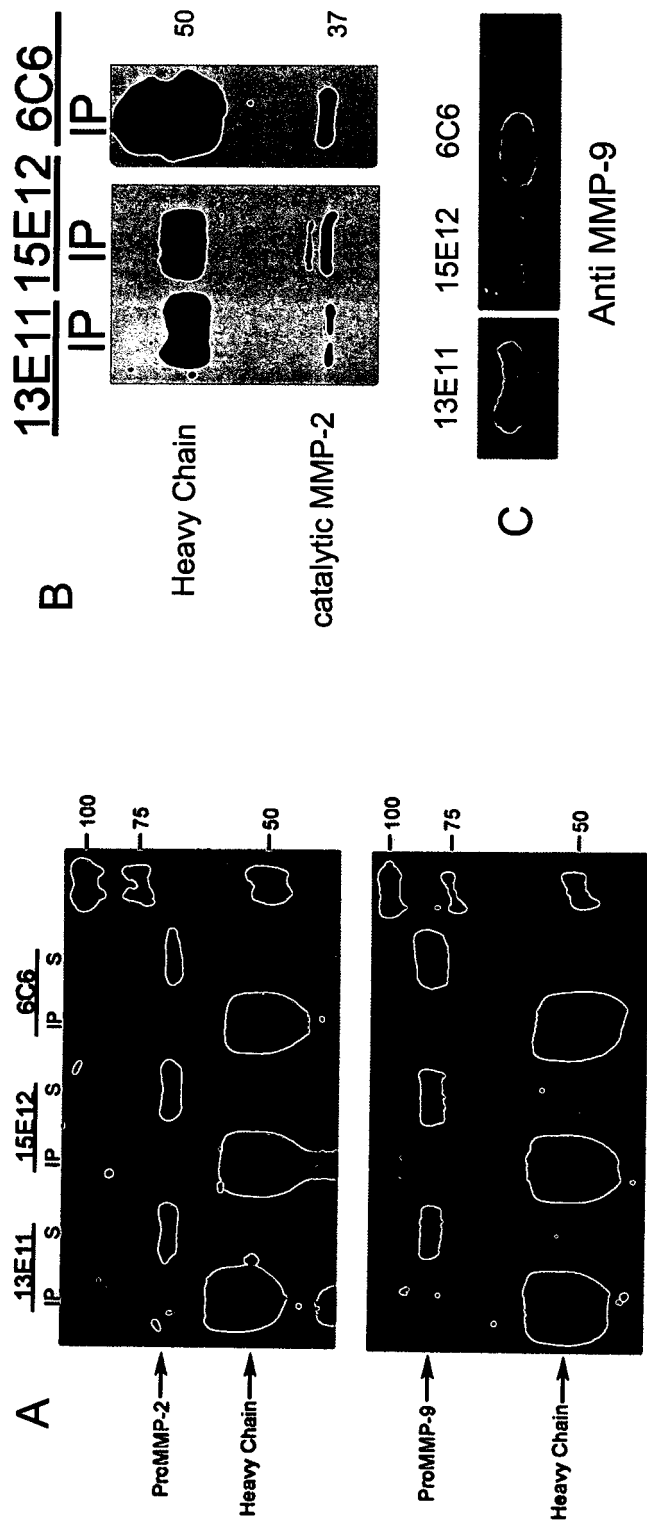 A
13E11 15E12 6C6
IP S IP S IP S
ProMMP-2
Heavy Chain
100
75
50
ProMMP-9
Heavy Chain
100
75
50
B
13E11 15E12 6C6
IP IP IP
Heavy Chain
50
catalytic MMP-2
37
C
13E11 15E12 6C6
Anti MMP-9